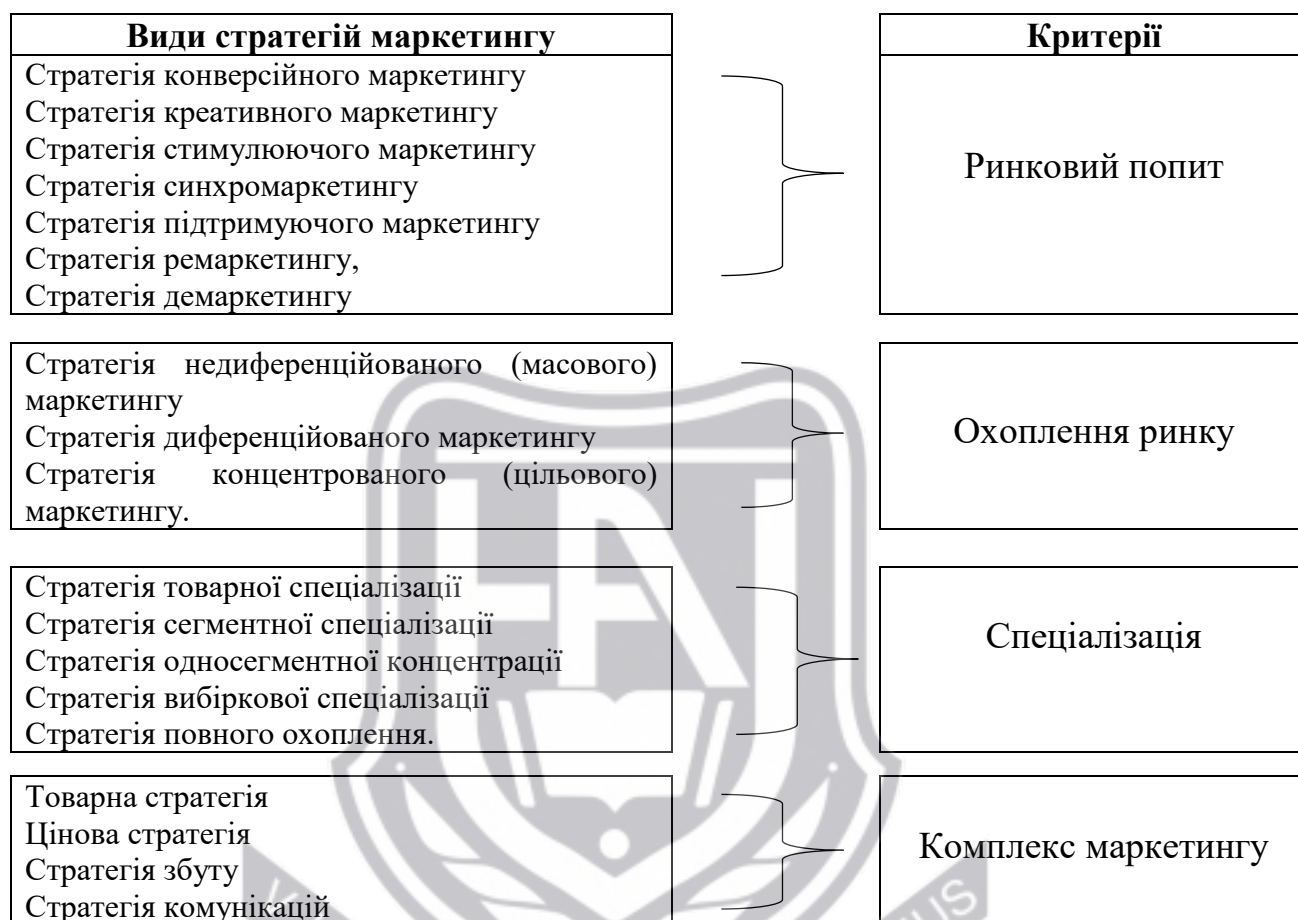 Види стратегій маркетингу
Критерії
Стратегія конверсійного маркетингу
Стратегія креативного маркетингу
Стратегія стимулюючого маркетингу
Стратегія синхромаркетингу
Стратегія підтримуючого маркетингу
Стратегія ремаркетингу,
Стратегія демаркетингу
Ринковий попит
Стратегія недиференційованого (масового)
маркетингу
Стратегія диференційованого маркетингу
Стратегія концентрованого (цільового)
маркетингу.
Охоплення ринку
Стратегія товарної спеціалізації
Стратегія сегментної спеціалізації
Стратегія односегментної концентрації
Стратегія вибіркової спеціалізації
Стратегія повного охоплення.
Спеціалізація
Товарна стратегія
Цінова стратегія
Стратегія збуту
Стратегія комунікацій
Комплекс маркетингу